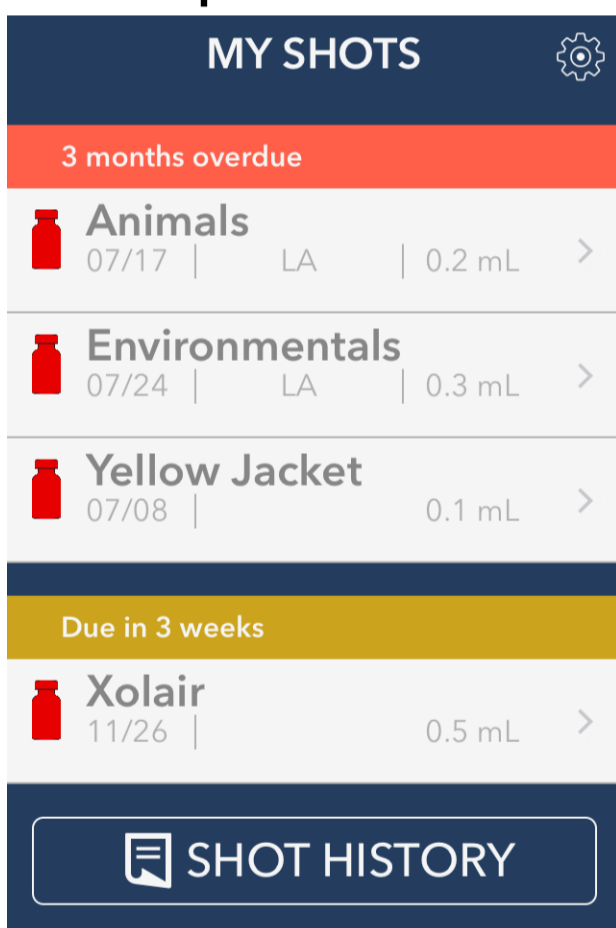 MY SHOTS
3 months overdue
Animals
07/17 | LA | 0.2 mL
Environmentals
07/24 | LA | 0.3 mL
Yellow Jacket
07/08 | 0.1 mL
Due in 3 weeks
Xolair
11/26 | 0.5 mL
SHOT HISTORY